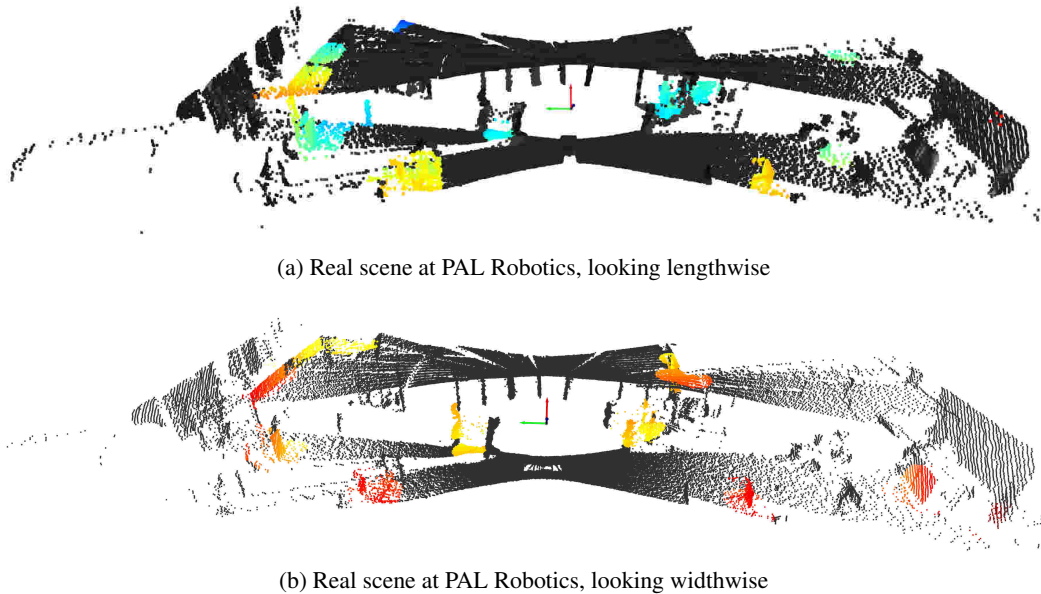 (a) Real scene at PAL Robotics, looking lengthwise
(b) Real scene at PAL Robotics, looking widthwise